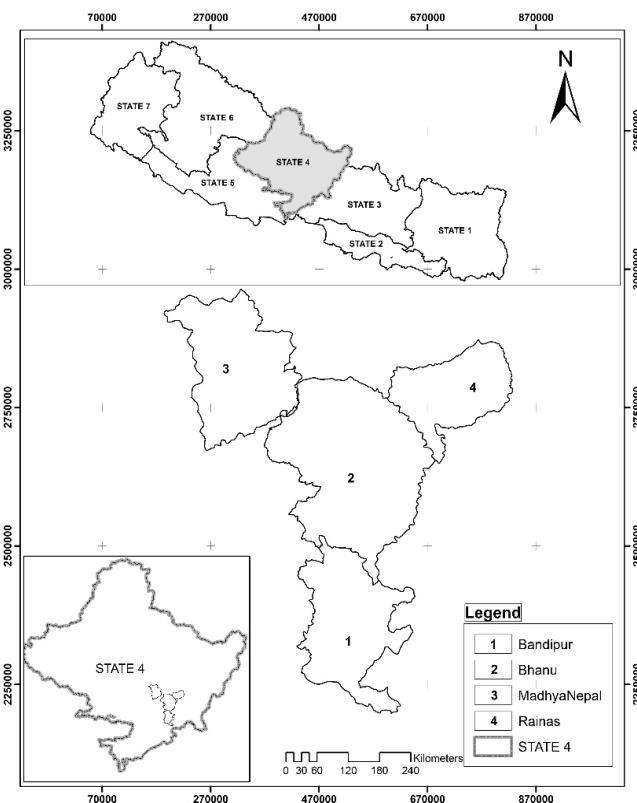 70000 270000 470000 670000 870000
N
STATE 7
STATE 6
STATE 4
STATE 5
STATE 3
STATE 1
STATE 2
3250000 3250000
3000000 3000000
3
4
2750000 2750000
2
2500000 2500000
1
2250000 2250000
STATE 4
Legend
1 Bandipur
2 Bhanu
3 MadhyaNepal
4 Rainas
STATE 4
Kilometers
0 30 60 120 180 240
70000 270000 470000 670000 870000